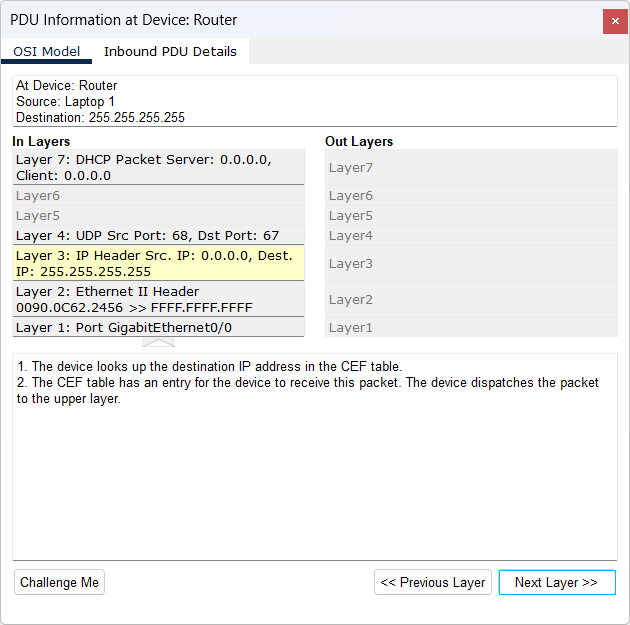 PDU Information at Device: Router
×
OSI Model
Inbound PDU Details
At Device: Router
Source: Laptop 1
Destination: 255.255.255.255
In Layers
Out Layers
Layer 7: DHCP Packet Server: 0.0.0.0,
Client: 0.0.0.0
Layer7
Layer6
Layer6
Layer5
Layer5
Layer 4: UDP Src Port: 68, Dst Port: 67
Layer4
Layer 3: IP Header Src. IP: 0.0.0.0, Dest.
IP: 255.255.255.255
Layer3
Layer 2: Ethernet II Header
0090.0C62.2456 >> FFFF.FFFF.FFFF
Layer2
Layer 1: Port GigabitEthernet0/0
Layer1
1. The device looks up the destination IP address in the CEF table.
2. The CEF table has an entry for the device to receive this packet. The device dispatches the packet
to the upper layer.
Challenge Me
<< Previous Layer
Next Layer >>